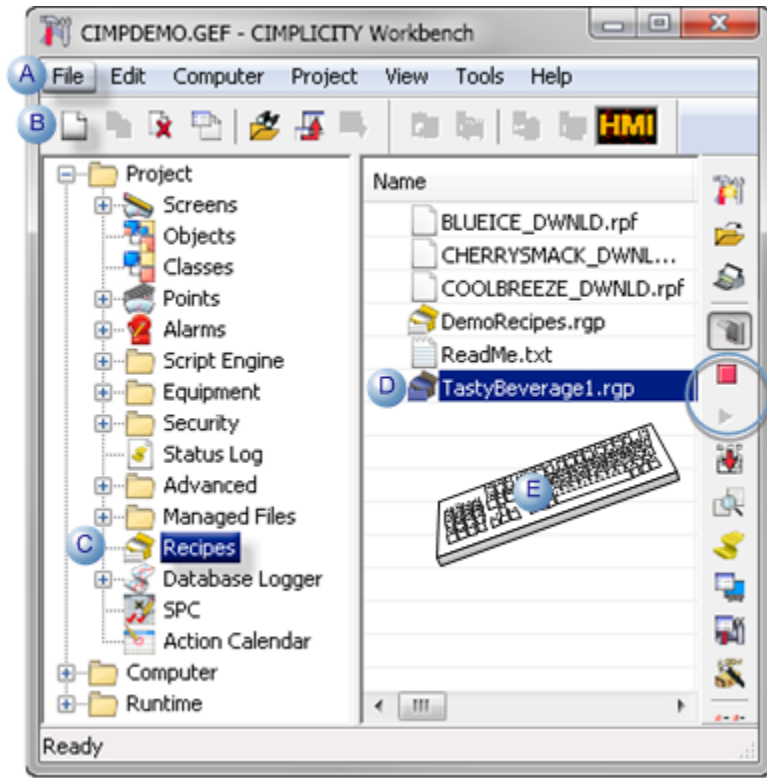 CIMPDEMO.GEF - CIMPLICITY Workbench
A File Edit Computer Project View Tools Help
B HMI
Project
Screens
Objects
Classes
Points
Alarms
Script Engine
Equipment
Security
Status Log
Advanced
Managed Files
C Recipes
Database Logger
SPC
Action Calendar
Computer
Runtime
Name
BLUEICE_DWNLD.rpf
CHERRYSMACK_DWNL...
COOLBREEZE_DWNLD.rpf
DemoRecipes.rgp
ReadMe.txt
D TastyBeverage1.rgp
E
Ready